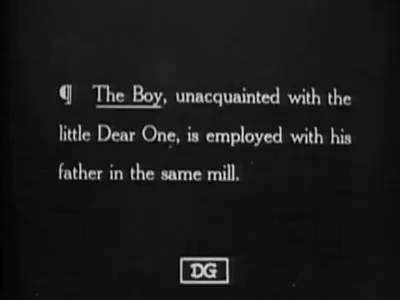 ¶ The Boy, unacquainted with the
little Dear One, is employed with his
father in the same mill.
DG